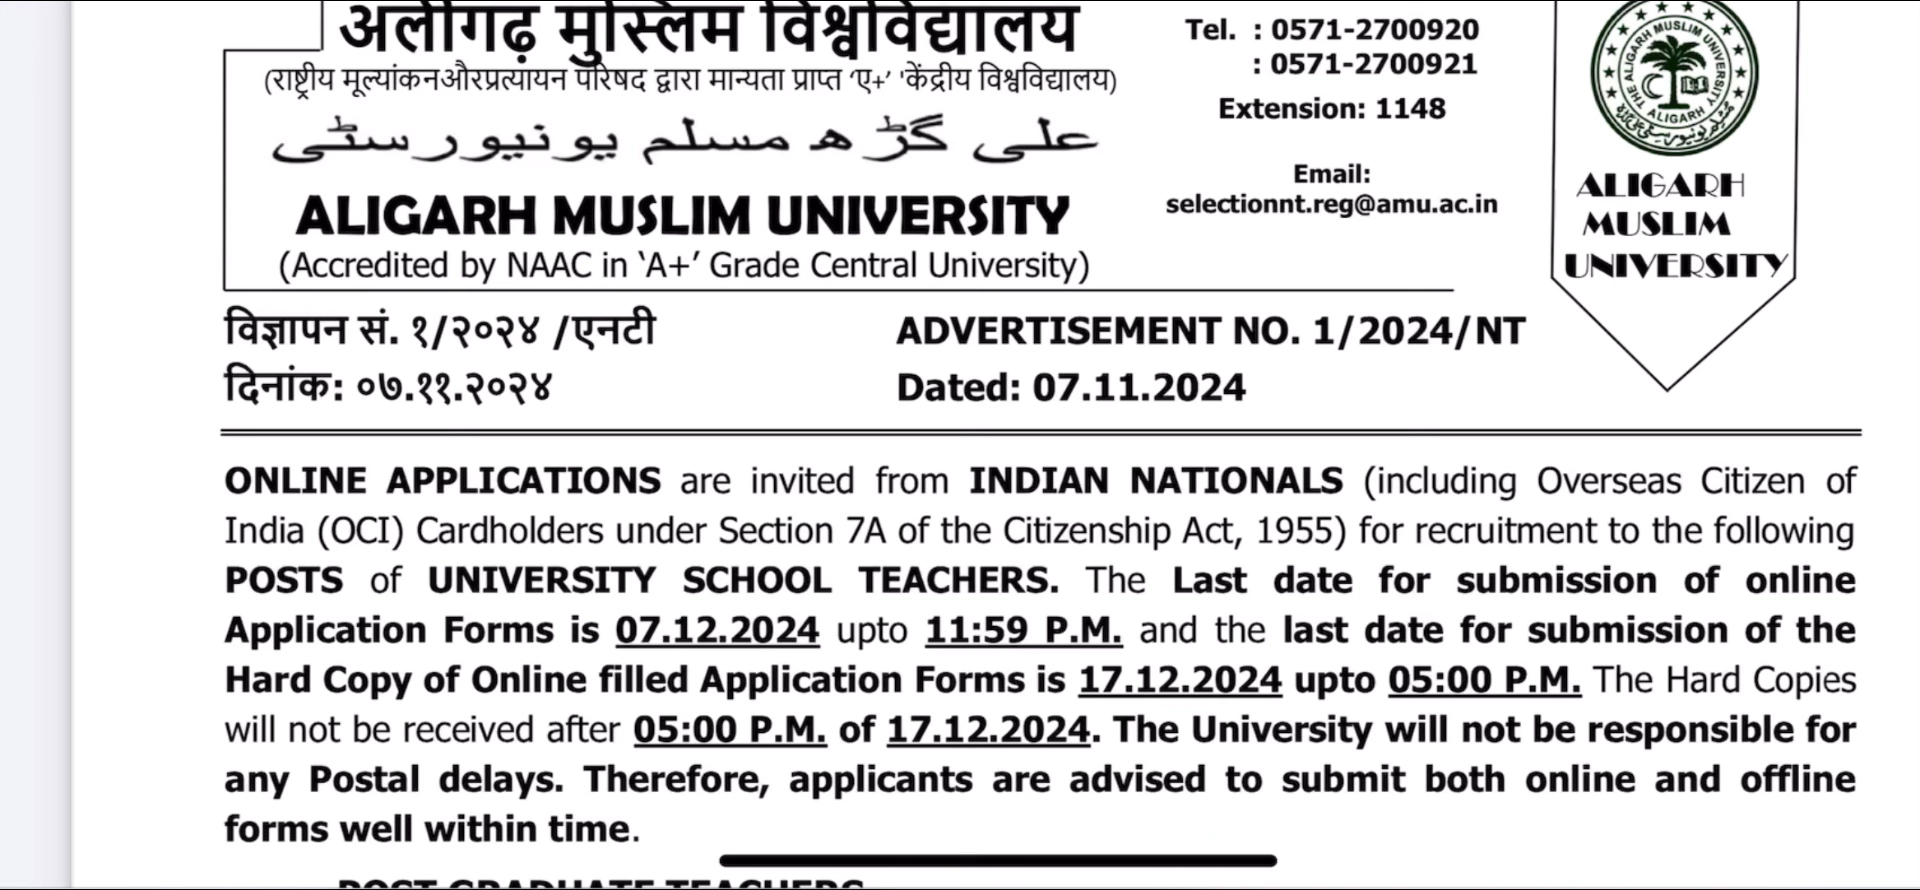 अलीगढ़ मुस्लिम विश्वविद्यालय
(राष्ट्रीय मूल्यांकनऔरप्रत्यायन परिषद द्वारा मान्यता प्राप्त ‘ए+’ 'केंद्रीय विश्वविद्यालय)
علی گڑھ مسلم یونیورسٹی
ALIGARH MUSLIM UNIVERSITY
(Accredited by NAAC in ‘A+’ Grade Central University)
Tel. : 0571-2700920
: 0571-2700921
Extension: 1148
Email:
selectionnt.reg@amu.ac.in
THE ALIGARH MUSLIM UNIVERSITY
ALIGARH
ALIGARH
MUSLIM
UNIVERSITY
विज्ञापन सं. १/२०२४ /एनटी
ADVERTISEMENT NO. 1/2024/NT
दिनांक: ०७.११.२०२४
Dated: 07.11.2024
ONLINE APPLICATIONS are invited from INDIAN NATIONALS (including Overseas Citizen of
India (OCI) Cardholders under Section 7A of the Citizenship Act, 1955) for recruitment to the following
POSTS of UNIVERSITY SCHOOL TEACHERS. The Last date for submission of online
Application Forms is 07.12.2024 upto 11:59 P.M. and the last date for submission of the
Hard Copy of Online filled Application Forms is 17.12.2024 upto 05:00 P.M. The Hard Copies
will not be received after 05:00 P.M. of 17.12.2024. The University will not be responsible for
any Postal delays. Therefore, applicants are advised to submit both online and offline
forms well within time.
POST GRADUATE TEACHERS